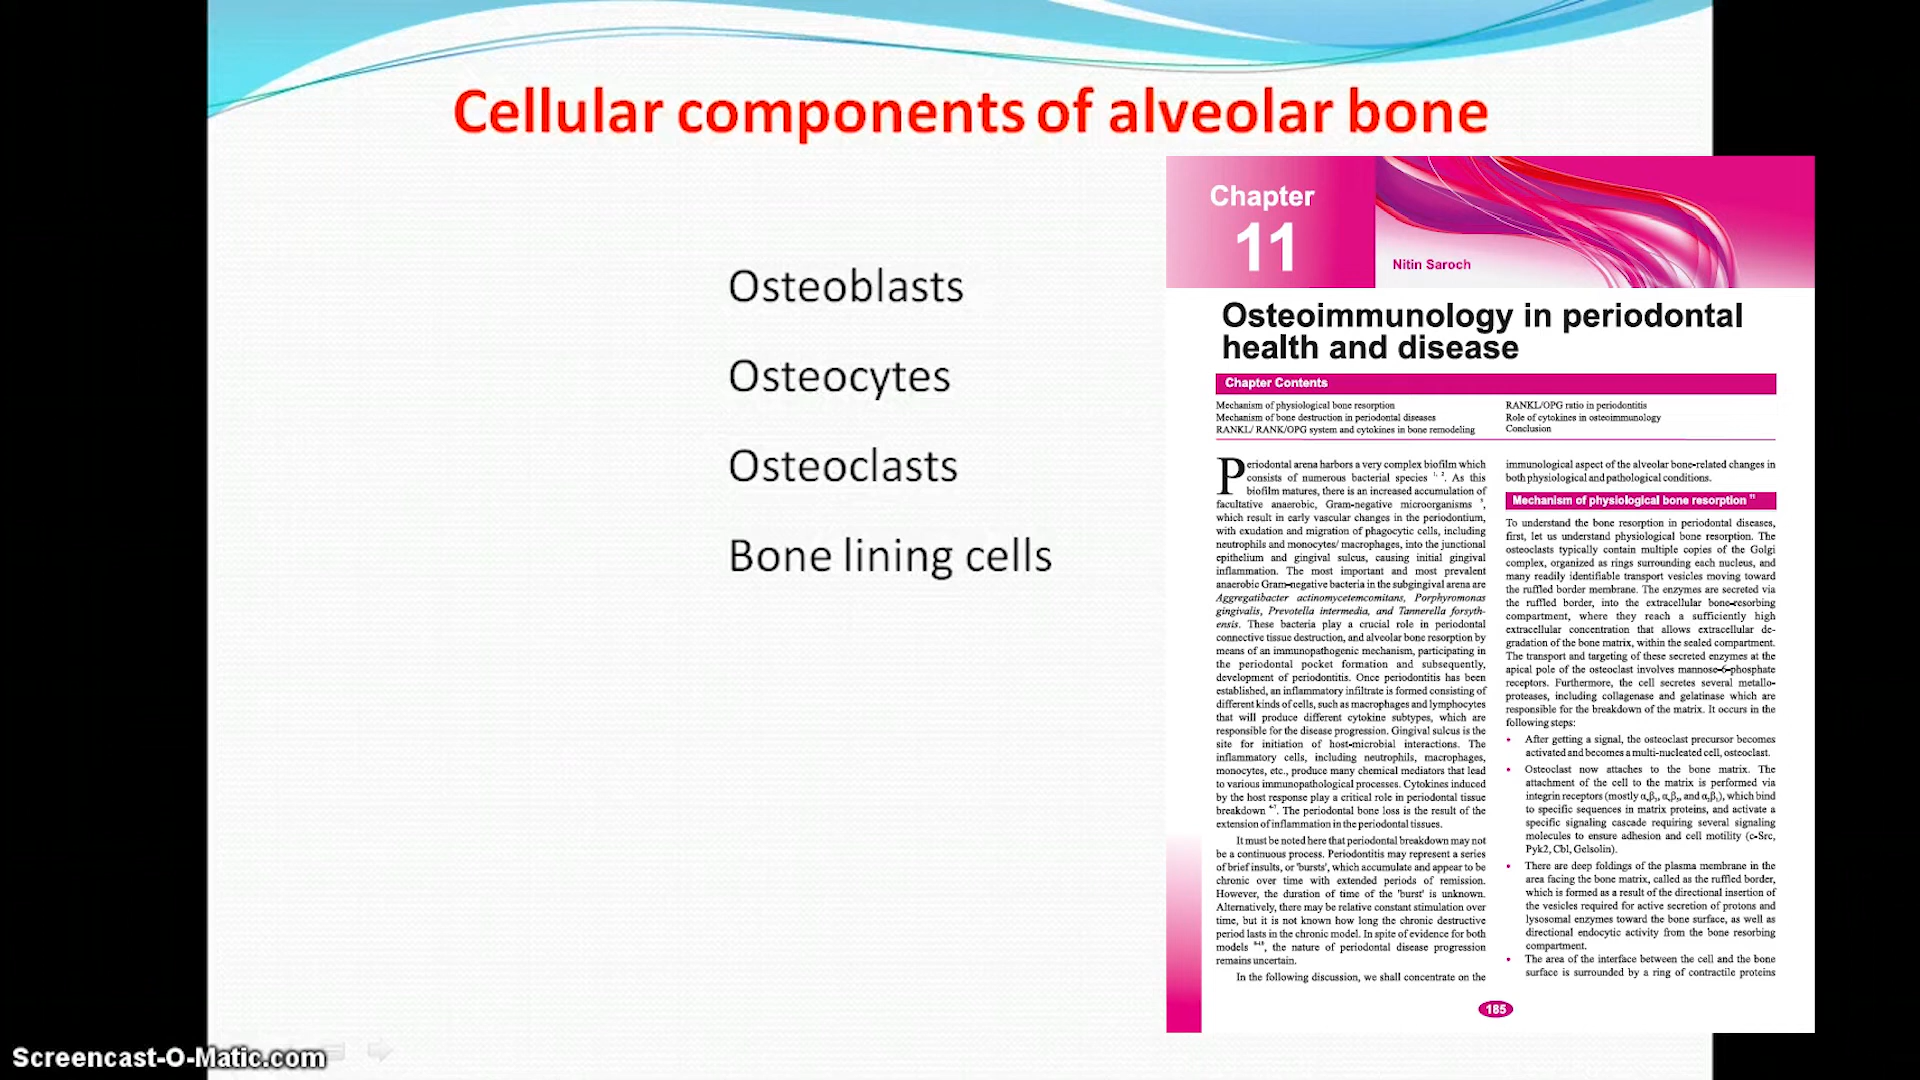 Cellular components of alveolar bone
Osteoblasts
Osteocytes
Osteoclasts
Bone lining cells
Chapter
11
Nitin Saroch
Osteoimmunology in periodontal
health and disease
Chapter Contents
Mechanism of physiological bone resorption
Mechanism of bone destruction in periodontal diseases
RANKL/ RANK/OPG system and cytokines in bone remodeling
RANKL/OPG ratio in periodontitis
Role of cytokines in osteoimmunology
Conclusion
Periodontal arena harbors a very complex biofilm which
consists of numerous bacterial species 1, 2. As this
biofilm matures, there is an increased accumulation of
facultative anaerobic, Gram-negative microorganisms 3,
which result in early vascular changes in the periodontium,
with exudation and migration of phagocytic cells, including
neutrophils and monocytes/ macrophages, into the junctional
epithelium and gingival sulcus, causing initial gingival
inflammation. The most important and most prevalent
anaerobic Gram-negative bacteria in the subgingival arena are
Aggregatibacter actinomycetemcomitans, Porphyromonas
gingivalis, Prevotella intermedia, and Tannerella forsyth-
ensis. These bacteria play a crucial role in periodontal
connective tissue destruction, and alveolar bone resorption by
means of an immunopathogenic mechanism, participating in
the periodontal pocket formation and subsequently,
development of periodontitis. Once periodontitis has been
established, an inflammatory infiltrate is formed consisting of
different kinds of cells, such as macrophages and lymphocytes
that will produce different cytokine subtypes, which are
responsible for the disease progression. Gingival sulcus is the
site for initiation of host-microbial interactions. The
inflammatory cells, including neutrophils, macrophages,
monocytes, etc., produce many chemical mediators that lead
to various immunopathological processes. Cytokines induced
by the host response play a critical role in periodontal tissue
breakdown 4-7. The periodontal bone loss is the result of the
extension of inflammation in the periodontal tissues.
It must be noted here that periodontal breakdown may not
be a continuous process. Periodontitis may represent a series
of brief insults, or 'bursts', which accumulate and appear to be
chronic over time with extended periods of remission.
However, the duration of time of the 'burst' is unknown.
Alternatively, there may be relative constant stimulation over
time, but it is not known how long the chronic destructive
period lasts in the chronic model. In spite of evidence for both
models, the nature of periodontal disease progression
remains uncertain.
In the following discussion, we shall concentrate on the
immunological aspect of the alveolar bone-related changes in
both physiological and pathological conditions.
Mechanism of physiological bone resorption
To understand the bone resorption in periodontal diseases,
first, let us understand physiological bone resorption. The
osteoclasts typically contain multiple copies of the Golgi
complex, organized as rings surrounding each nucleus, and
many readily identifiable transport vesicles moving toward
the ruffled border membrane. The enzymes are secreted via
the ruffled border, into the extracellular bone-resorbing
compartment, where they reach a sufficiently high
extracellular concentration that allows extracellular de-
gradation of the bone matrix, within the sealed compartment.
The transport and targeting of these secreted enzymes at the
apical pole of the osteoclast involves mannose-6-phosphate
receptors. Furthermore, the cell secretes several metallo-
proteases, including collagenase and gelatinase which are
responsible for the breakdown of the matrix. It occurs in the
following steps:
• After getting a signal, the osteoclast precursor becomes
activated and becomes a multi-nucleated cell, osteoclast.
• Osteoclast now attaches to the bone matrix. The
attachment of the cell to the matrix is performed via
integrin receptors (mostly and which bind
to specific sequences in matrix proteins, and activate a
specific signaling cascade requiring several signaling
molecules to ensure adhesion and cell motility (c-Src,
Pyk2, Cbl, Gelsolin).
• There are deep foldings of the plasma membrane in the
area facing the bone matrix, called as the ruffled border,
which is formed as a result of the directional insertion of
the vesicles required for active secretion of protons and
lysosomal enzymes toward the bone surface, as well as
directional endocytic activity from the bone resorbing
compartment.
• The area of the interface between the cell and the bone
surface is surrounded by a ring of contractile proteins
185
Screencast-O-Matic.com